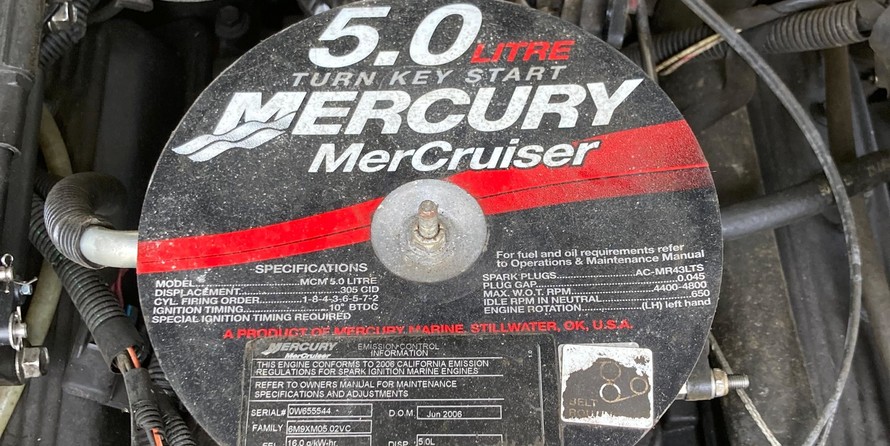 5.0 LITRE
TURN KEY START
MERCURY
MerCruiser
SPECIFICATIONS
MODEL MCM 5.0 LITRE
DISPLACEMENT 305 CID
CYL. FIRING ORDER 1-8-4-3-6-5-7-2
IGNITION TIMING 10° BTDC
SPECIAL IGNITION TIMING REQUIRED
For fuel and oil requirements refer
to Operations & Maintenance Manual
SPARK PLUGS AC-MR43LTS
PLUG GAP 0.045
MAX. W.O.T. RPM 4400-4800
IDLE RPM IN NEUTRAL 650
ENGINE ROTATION (LH) left hand
A PRODUCT OF MERCURY MARINE, STILLWATER, OK, U.S.A.
MERCURY
MerCruiser
EMISSION CONTROL
INFORMATION
THIS ENGINE CONFORMS TO 2006 CALIFORNIA EMISSION
REGULATIONS FOR SPARK IGNITION MARINE ENGINES
REFER TO OWNERS MANUAL FOR MAINTENANCE
SPECIFICATIONS AND ADJUSTMENTS
SERIAL# 0W655544 D.O.M. Jun 2006
FAMILY 6M9XM05.02VC
FEL 16.0 g/kW-hr. DISP 5.0L
BELT